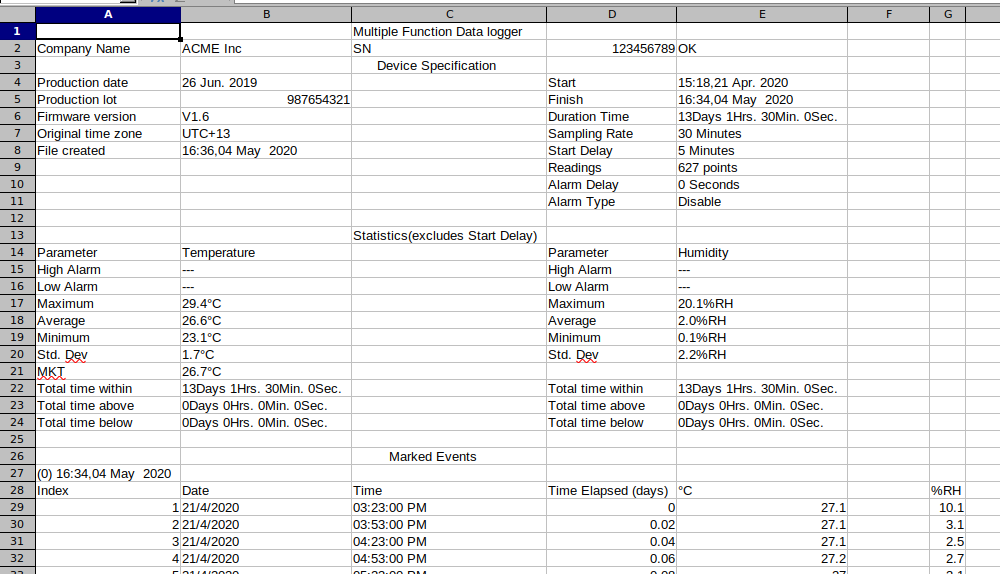 A B C D E F G
1 Multiple Function Data logger
2 Company Name ACME Inc SN 123456789 OK
3 Device Specification
4 Production date 26 Jun. 2019 Start 15:18,21 Apr. 2020
5 Production lot 987654321 Finish 16:34,04 May  2020
6 Firmware version V1.6 Duration Time 13Days 1Hrs. 30Min. 0Sec.
7 Original time zone UTC+13 Sampling Rate 30 Minutes
8 File created 16:36,04 May  2020 Start Delay 5 Minutes
9 Readings 627 points
10 Alarm Delay 0 Seconds
11 Alarm Type Disable
12
13 Statistics(excludes Start Delay)
14 Parameter Temperature Parameter Humidity
15 High Alarm --- High Alarm ---
16 Low Alarm --- Low Alarm ---
17 Maximum 29.4°C Maximum 20.1%RH
18 Average 26.6°C Average 2.0%RH
19 Minimum 23.1°C Minimum 0.1%RH
20 Std. Dev 1.7°C Std. Dev 2.2%RH
21 MKT 26.7°C
22 Total time within 13Days 1Hrs. 30Min. 0Sec. Total time within 13Days 1Hrs. 30Min. 0Sec.
23 Total time above 0Days 0Hrs. 0Min. 0Sec. Total time above 0Days 0Hrs. 0Min. 0Sec.
24 Total time below 0Days 0Hrs. 0Min. 0Sec. Total time below 0Days 0Hrs. 0Min. 0Sec.
25
26 Marked Events
27 (0) 16:34,04 May  2020
28 Index Date Time Time Elapsed (days) °C %RH
29 1 21/4/2020 03:23:00 PM 0 27.1 10.1
30 2 21/4/2020 03:53:00 PM 0.02 27.1 3.1
31 3 21/4/2020 04:23:00 PM 0.04 27.1 2.5
32 4 21/4/2020 04:53:00 PM 0.06 27.2 2.7